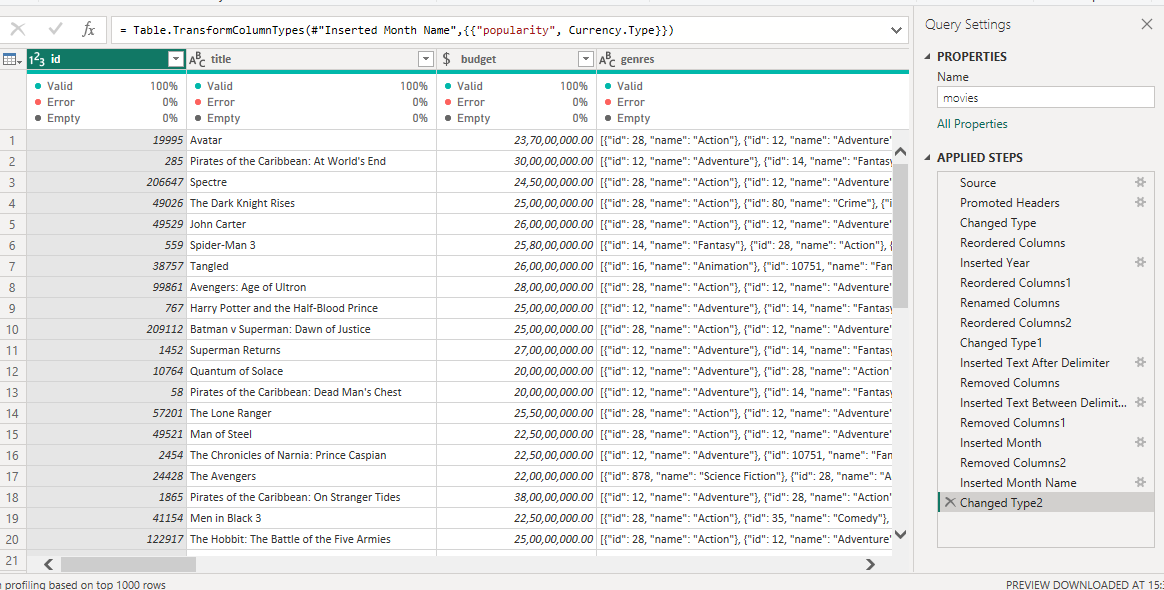 = Table.TransformColumnTypes(#"Inserted Month Name",{{"popularity", Currency.Type}})
Query Settings
PROPERTIES
Name
movies
All Properties
APPLIED STEPS
Source
Promoted Headers
Changed Type
Reordered Columns
Inserted Year
Reordered Columns1
Renamed Columns
Reordered Columns2
Changed Type1
Inserted Text After Delimiter
Removed Columns
Inserted Text Between Delimit...
Removed Columns1
Inserted Month
Removed Columns2
Inserted Month Name
Changed Type2
123 id ABC title $ budget ABC genres
Valid 100% Valid 100% Valid 100% Valid
Error 0% Error 0% Error 0% Error
Empty 0% Empty 0% Empty 0% Empty
1 19995 Avatar 23,70,00,000.00 [{"id": 28, "name": "Action"}, {"id": 12, "name": "Adventure"
2 285 Pirates of the Caribbean: At World's End 30,00,00,000.00 [{"id": 12, "name": "Adventure"}, {"id": 14, "name": "Fantasy
3 206647 Spectre 24,50,00,000.00 [{"id": 28, "name": "Action"}, {"id": 12, "name": "Adventure"
4 49026 The Dark Knight Rises 25,00,00,000.00 [{"id": 28, "name": "Action"}, {"id": 80, "name": "Crime"}, {"i
5 49529 John Carter 26,00,00,000.00 [{"id": 28, "name": "Action"}, {"id": 12, "name": "Adventure"
6 559 Spider-Man 3 25,80,00,000.00 [{"id": 14, "name": "Fantasy"}, {"id": 28, "name": "Action"}, {
7 38757 Tangled 26,00,00,000.00 [{"id": 16, "name": "Animation"}, {"id": 10751, "name": "Fan
8 99861 Avengers: Age of Ultron 28,00,00,000.00 [{"id": 28, "name": "Action"}, {"id": 12, "name": "Adventure"
9 767 Harry Potter and the Half-Blood Prince 25,00,00,000.00 [{"id": 12, "name": "Adventure"}, {"id": 14, "name": "Fantasy
10 209112 Batman v Superman: Dawn of Justice 25,00,00,000.00 [{"id": 28, "name": "Action"}, {"id": 12, "name": "Adventure"
11 1452 Superman Returns 27,00,00,000.00 [{"id": 12, "name": "Adventure"}, {"id": 14, "name": "Fantasy
12 10764 Quantum of Solace 20,00,00,000.00 [{"id": 12, "name": "Adventure"}, {"id": 28, "name": "Action"
13 58 Pirates of the Caribbean: Dead Man's Chest 20,00,00,000.00 [{"id": 12, "name": "Adventure"}, {"id": 14, "name": "Fantasy
14 57201 The Lone Ranger 25,50,00,000.00 [{"id": 28, "name": "Action"}, {"id": 12, "name": "Adventure"
15 49521 Man of Steel 22,50,00,000.00 [{"id": 28, "name": "Action"}, {"id": 12, "name": "Adventure"
16 2454 The Chronicles of Narnia: Prince Caspian 22,50,00,000.00 [{"id": 12, "name": "Adventure"}, {"id": 10751, "name": "Fan
17 24428 The Avengers 22,00,00,000.00 [{"id": 878, "name": "Science Fiction"}, {"id": 28, "name": "A
18 1865 Pirates of the Caribbean: On Stranger Tides 38,00,00,000.00 [{"id": 12, "name": "Adventure"}, {"id": 28, "name": "Action"
19 41154 Men in Black 3 22,50,00,000.00 [{"id": 28, "name": "Action"}, {"id": 35, "name": "Comedy"},
20 122917 The Hobbit: The Battle of the Five Armies 25,00,00,000.00 [{"id": 28, "name": "Action"}, {"id": 12, "name": "Adventure"
21
profiling based on top 1000 rows
PREVIEW DOWNLOADED AT 15: